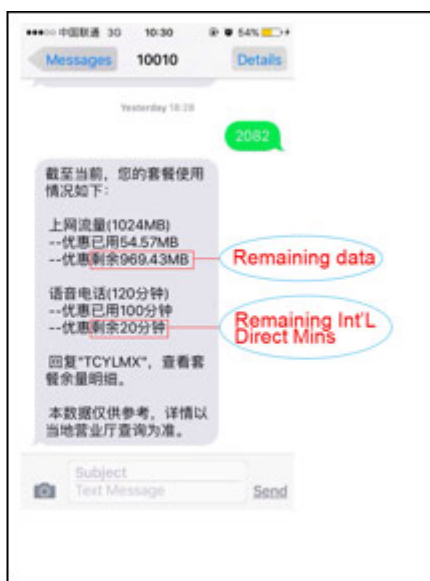 中国联通 3G 10:30 54%
Messages 10010 Details
Yesterday 18:28
2082
截至当前，您的套餐使用
情况如下：
上网流量(1024MB)
--优惠已用54.57MB
--优惠剩余969.43MB
Remaining data
语音电话(120分钟)
--优惠已用100分钟
--优惠剩余20分钟
Remaining Int'L
Direct Mins
回复"TCYLMX"，查看套
餐余量明细。
本数据仅供参考，详情以
当地营业厅查询为准。
Subject
Text Message Send